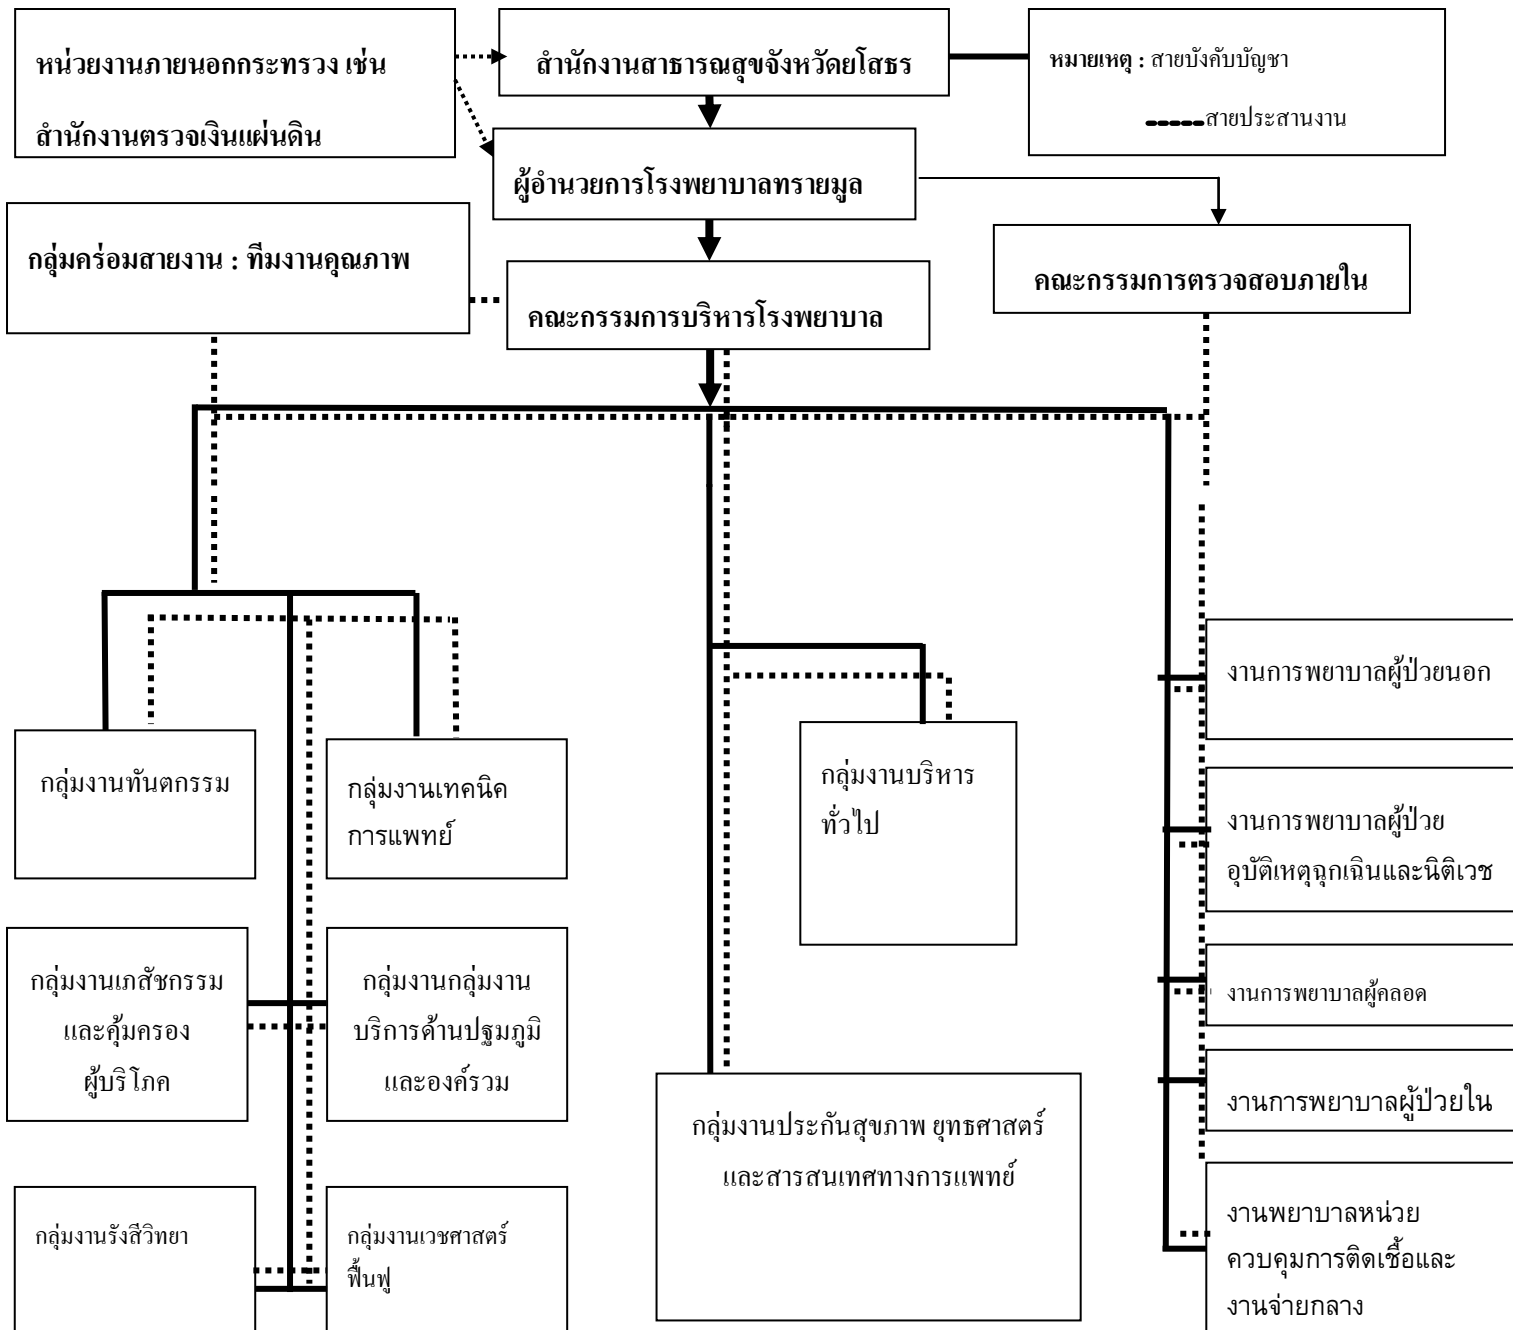 หน่วยงานภายนอกกระทรวง เช่น
สำนักงานตรวจเงินแผ่นดิน
สำนักงานสาธารณสุขจังหวัดยโสธร
หมายเหตุ : สายบังคับบัญชา
สายประสานงาน
ผู้อำนวยการโรงพยาบาลทรายมูล
กลุ่มคร่อมสายงาน : ทีมงานคุณภาพ
คณะกรรมการตรวจสอบภายใน
คณะกรรมการบริหารโรงพยาบาล
กลุ่มงานทันตกรรม
กลุ่มงานเทคนิค
การแพทย์
กลุ่มงานเภสัชกรรม
และคุ้มครอง
ผู้บริโภค
กลุ่มงานกลุ่มงาน
บริการด้านปฐมภูมิ
และองค์รวม
กลุ่มงานรังสีวิทยา
กลุ่มงานเวชศาสตร์
ฟื้นฟู
กลุ่มงานบริหาร
ทั่วไป
กลุ่มงานประกันสุขภาพ ยุทธศาสตร์
และสารสนเทศทางการแพทย์
งานการพยาบาลผู้ป่วยนอก
งานการพยาบาลผู้ป่วย
อุบัติเหตุฉุกเฉินและนิติเวช
งานการพยาบาลผู้คลอด
งานการพยาบาลผู้ป่วยใน
งานพยาบาลหน่วย
ควบคุมการติดเชื้อและ
งานจ่ายกลาง